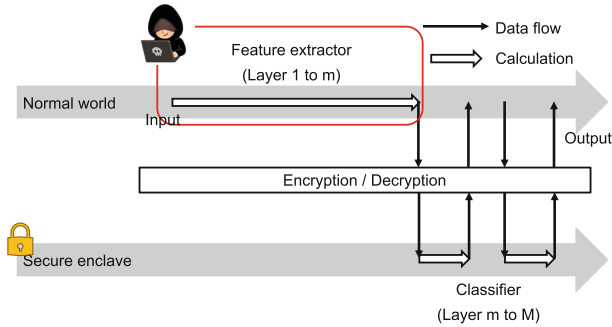 Data flow
Feature extractor
(Layer 1 to m)
Calculation
Normal world
Input
Output
Encryption / Decryption
Secure enclave
Classifier
(Layer m to M)